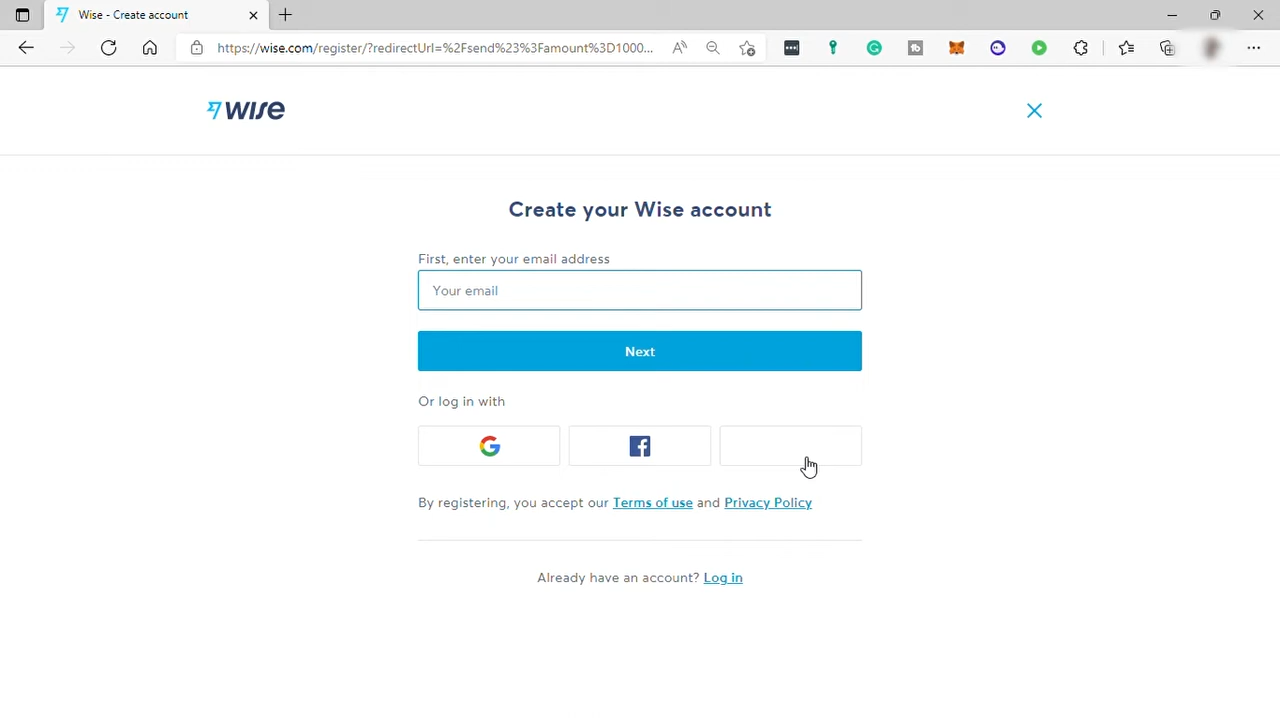 Wise - Create account
https://wise.com/register/?redirectUrl=%2Fsend%23%3Famount%3D1000...
wise
Create your Wise account
First, enter your email address
Your email
Next
Or log in with
By registering, you accept our Terms of use and Privacy Policy
Already have an account? Log in